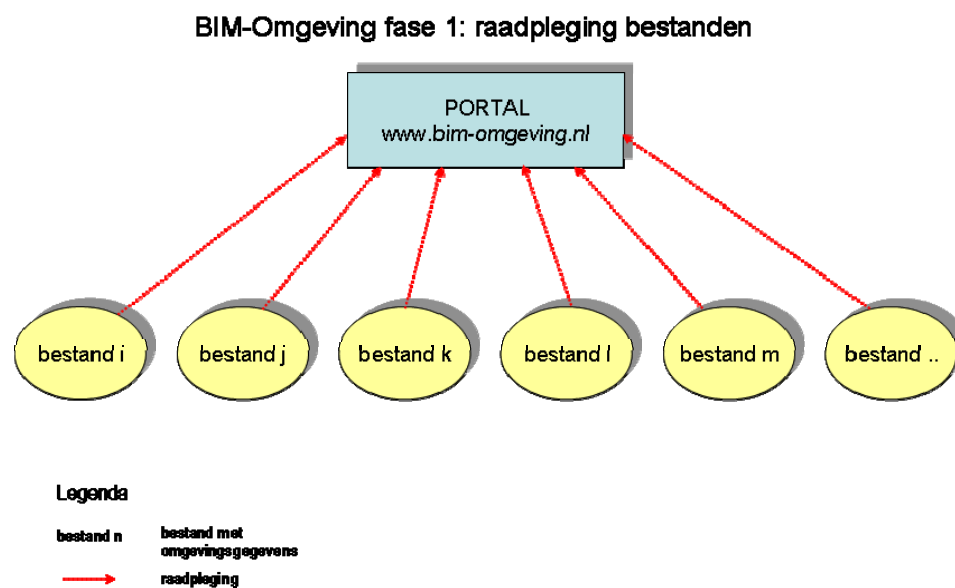 BIM-Omgeving fase 1: raadpleging bestanden
PORTAL
www.bim-omgeving.nl
bestand i
bestand j
bestand k
bestand l
bestand m
bestand ..
Legenda
bestand n
bestand met
omgevingsgegevens
raadpleging